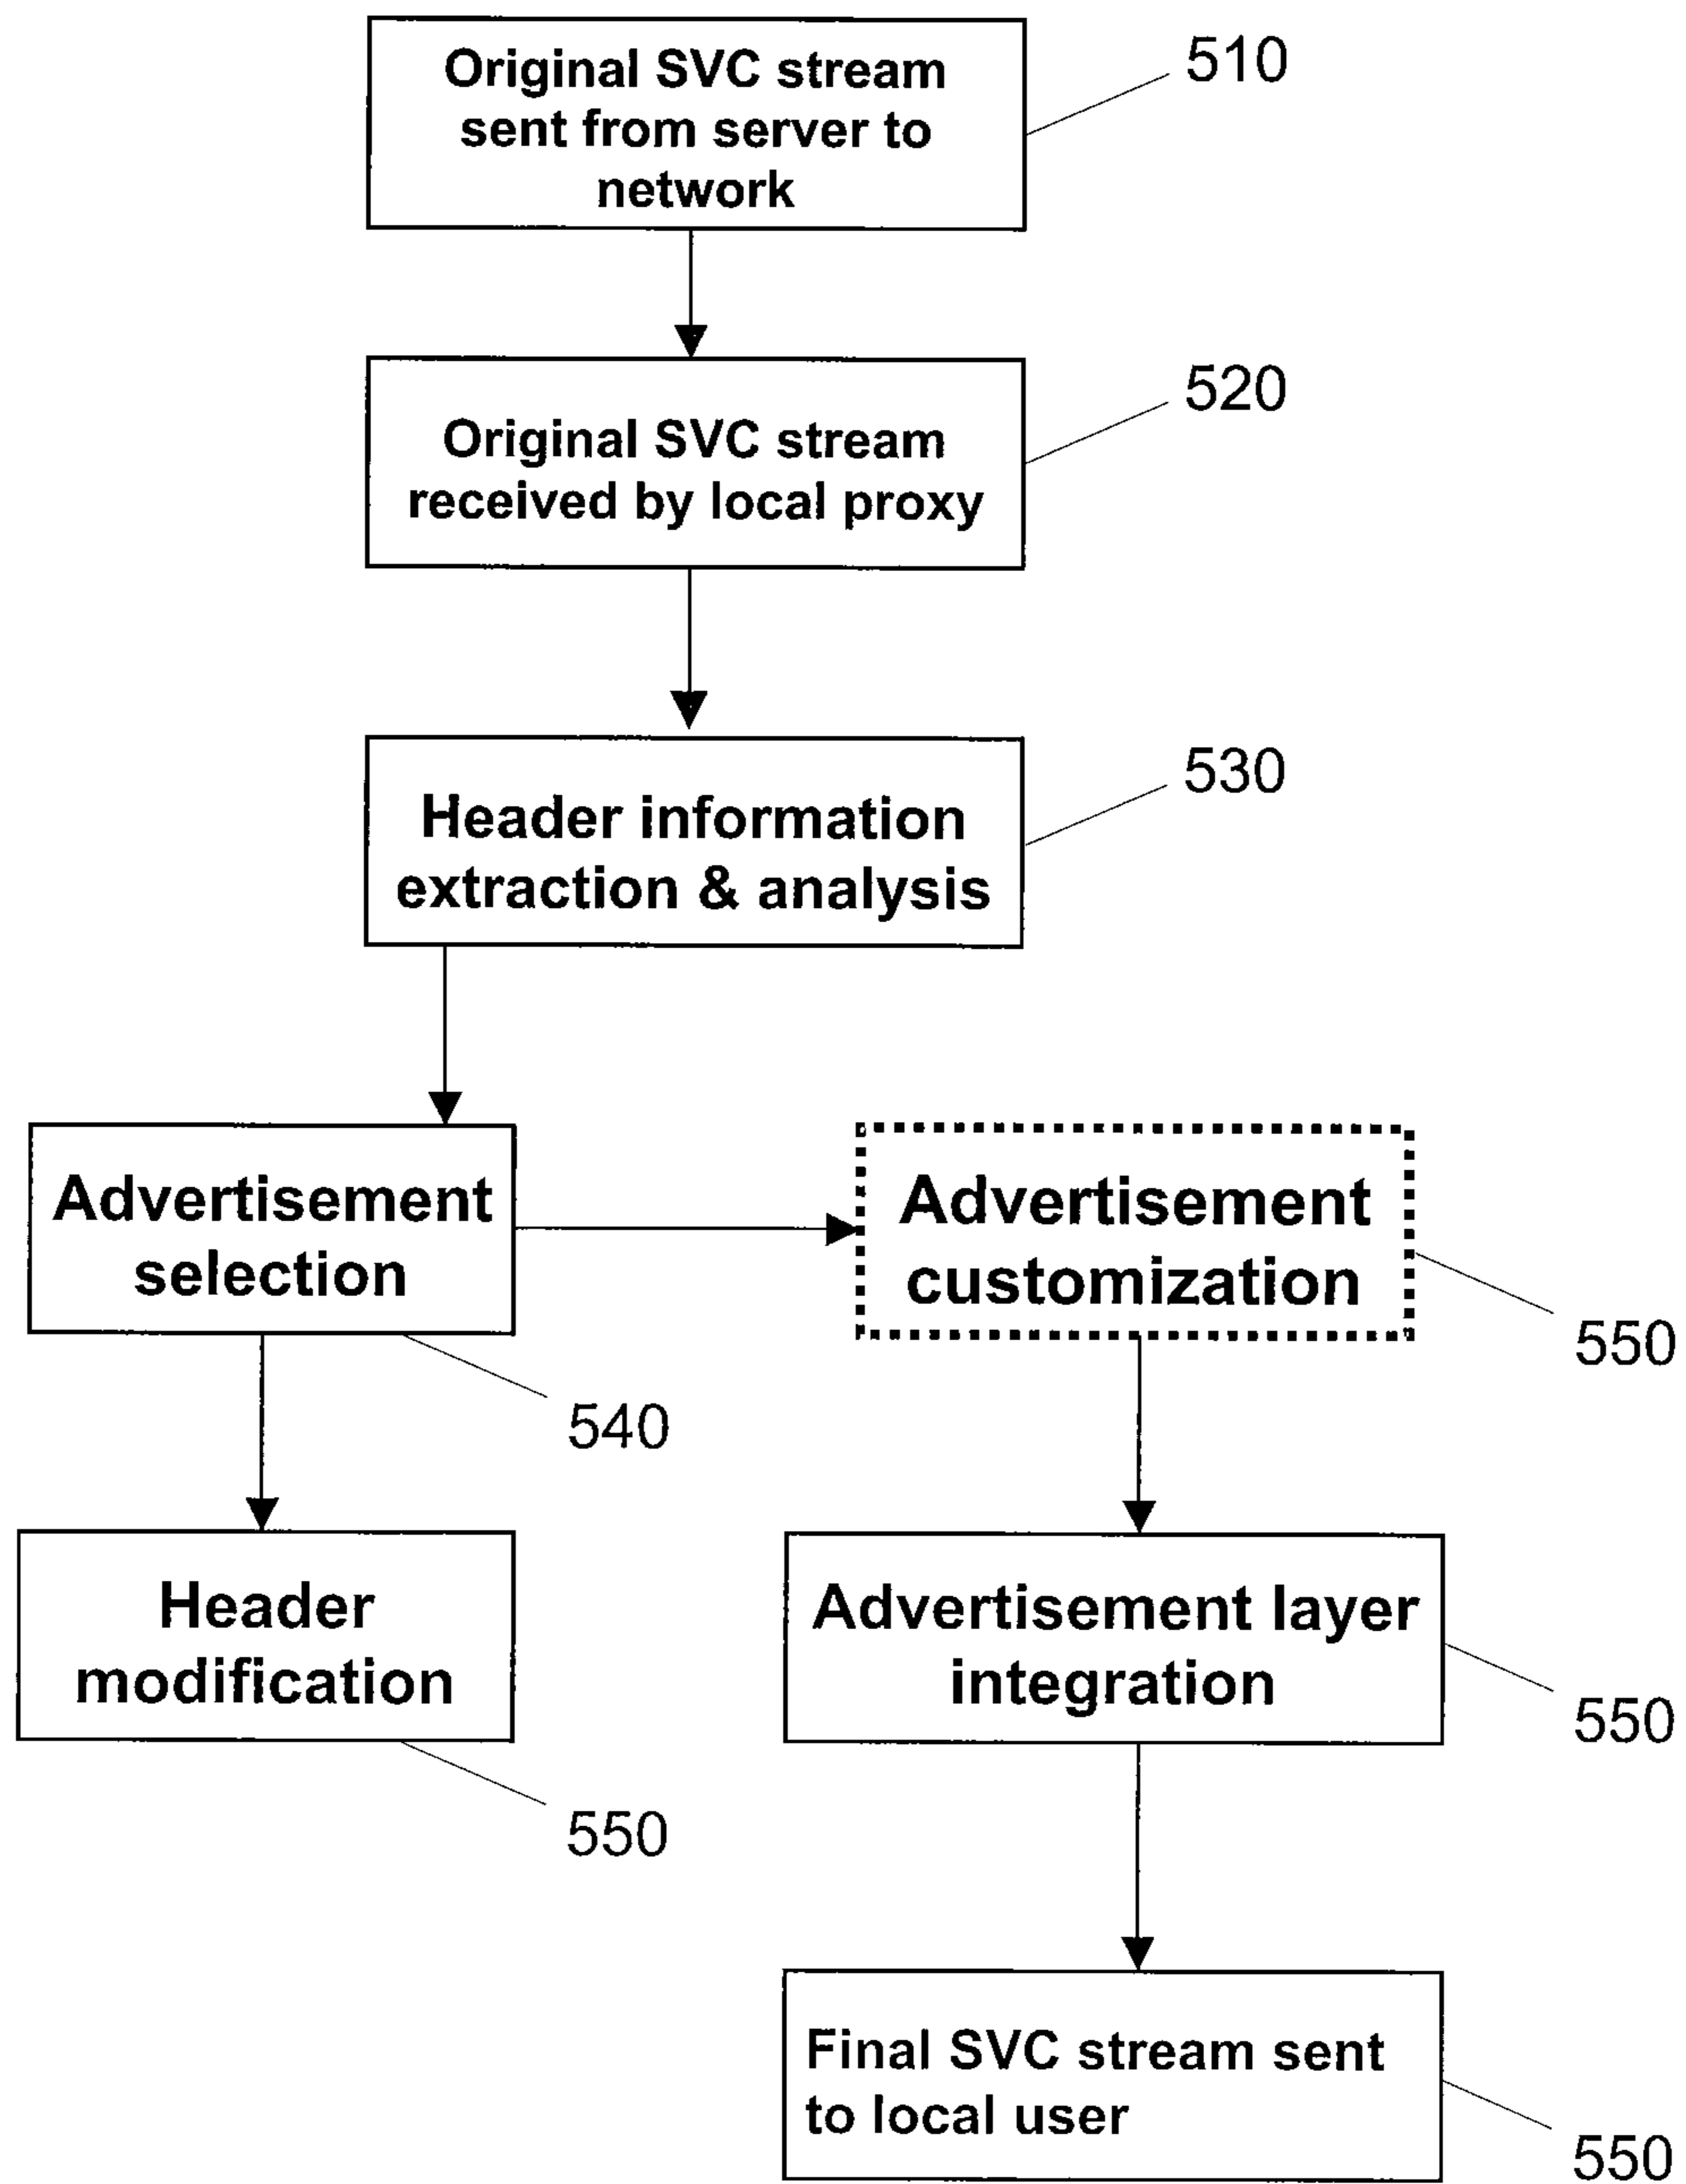 Original SVC stream
sent from server to
network
510
Original SVC stream
received by local proxy
520
Header information
extraction & analysis
530
Advertisement
selection
540
Advertisement
customization
550
Header
modification
550
Advertisement layer
integration
550
Final SVC stream sent
to local user
550